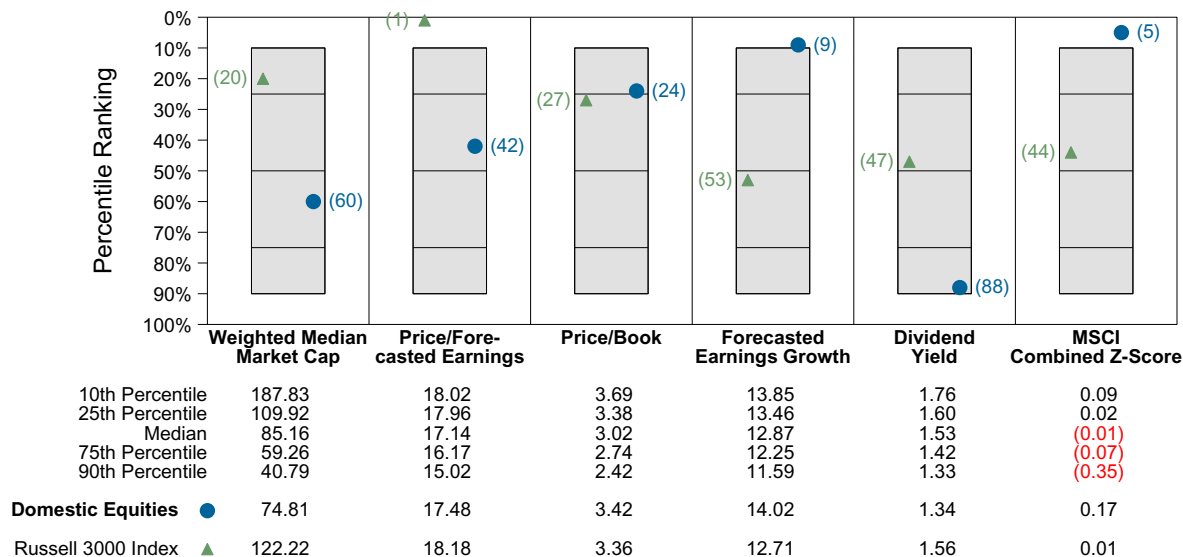 0%
10%
20%
30%
40%
50%
60%
70%
80%
90%
100%
Percentile Ranking
(20)
(60)
(1)
(42)
(27)
(24)
(53)
(9)
(47)
(88)
(44)
(5)
Weighted Median
Market Cap
Price/Fore-
casted Earnings
Price/Book
Forecasted
Earnings Growth
Dividend
Yield
MSCI
Combined Z-Score
10th Percentile 187.83 18.02 3.69 13.85 1.76 0.09
25th Percentile 109.92 17.96 3.38 13.46 1.60 0.02
Median 85.16 17.14 3.02 12.87 1.53 (0.01)
75th Percentile 59.26 16.17 2.74 12.25 1.42 (0.07)
90th Percentile 40.79 15.02 2.42 11.59 1.33 (0.35)
Domestic Equities 74.81 17.48 3.42 14.02 1.34 0.17
Russell 3000 Index 122.22 18.18 3.36 12.71 1.56 0.01